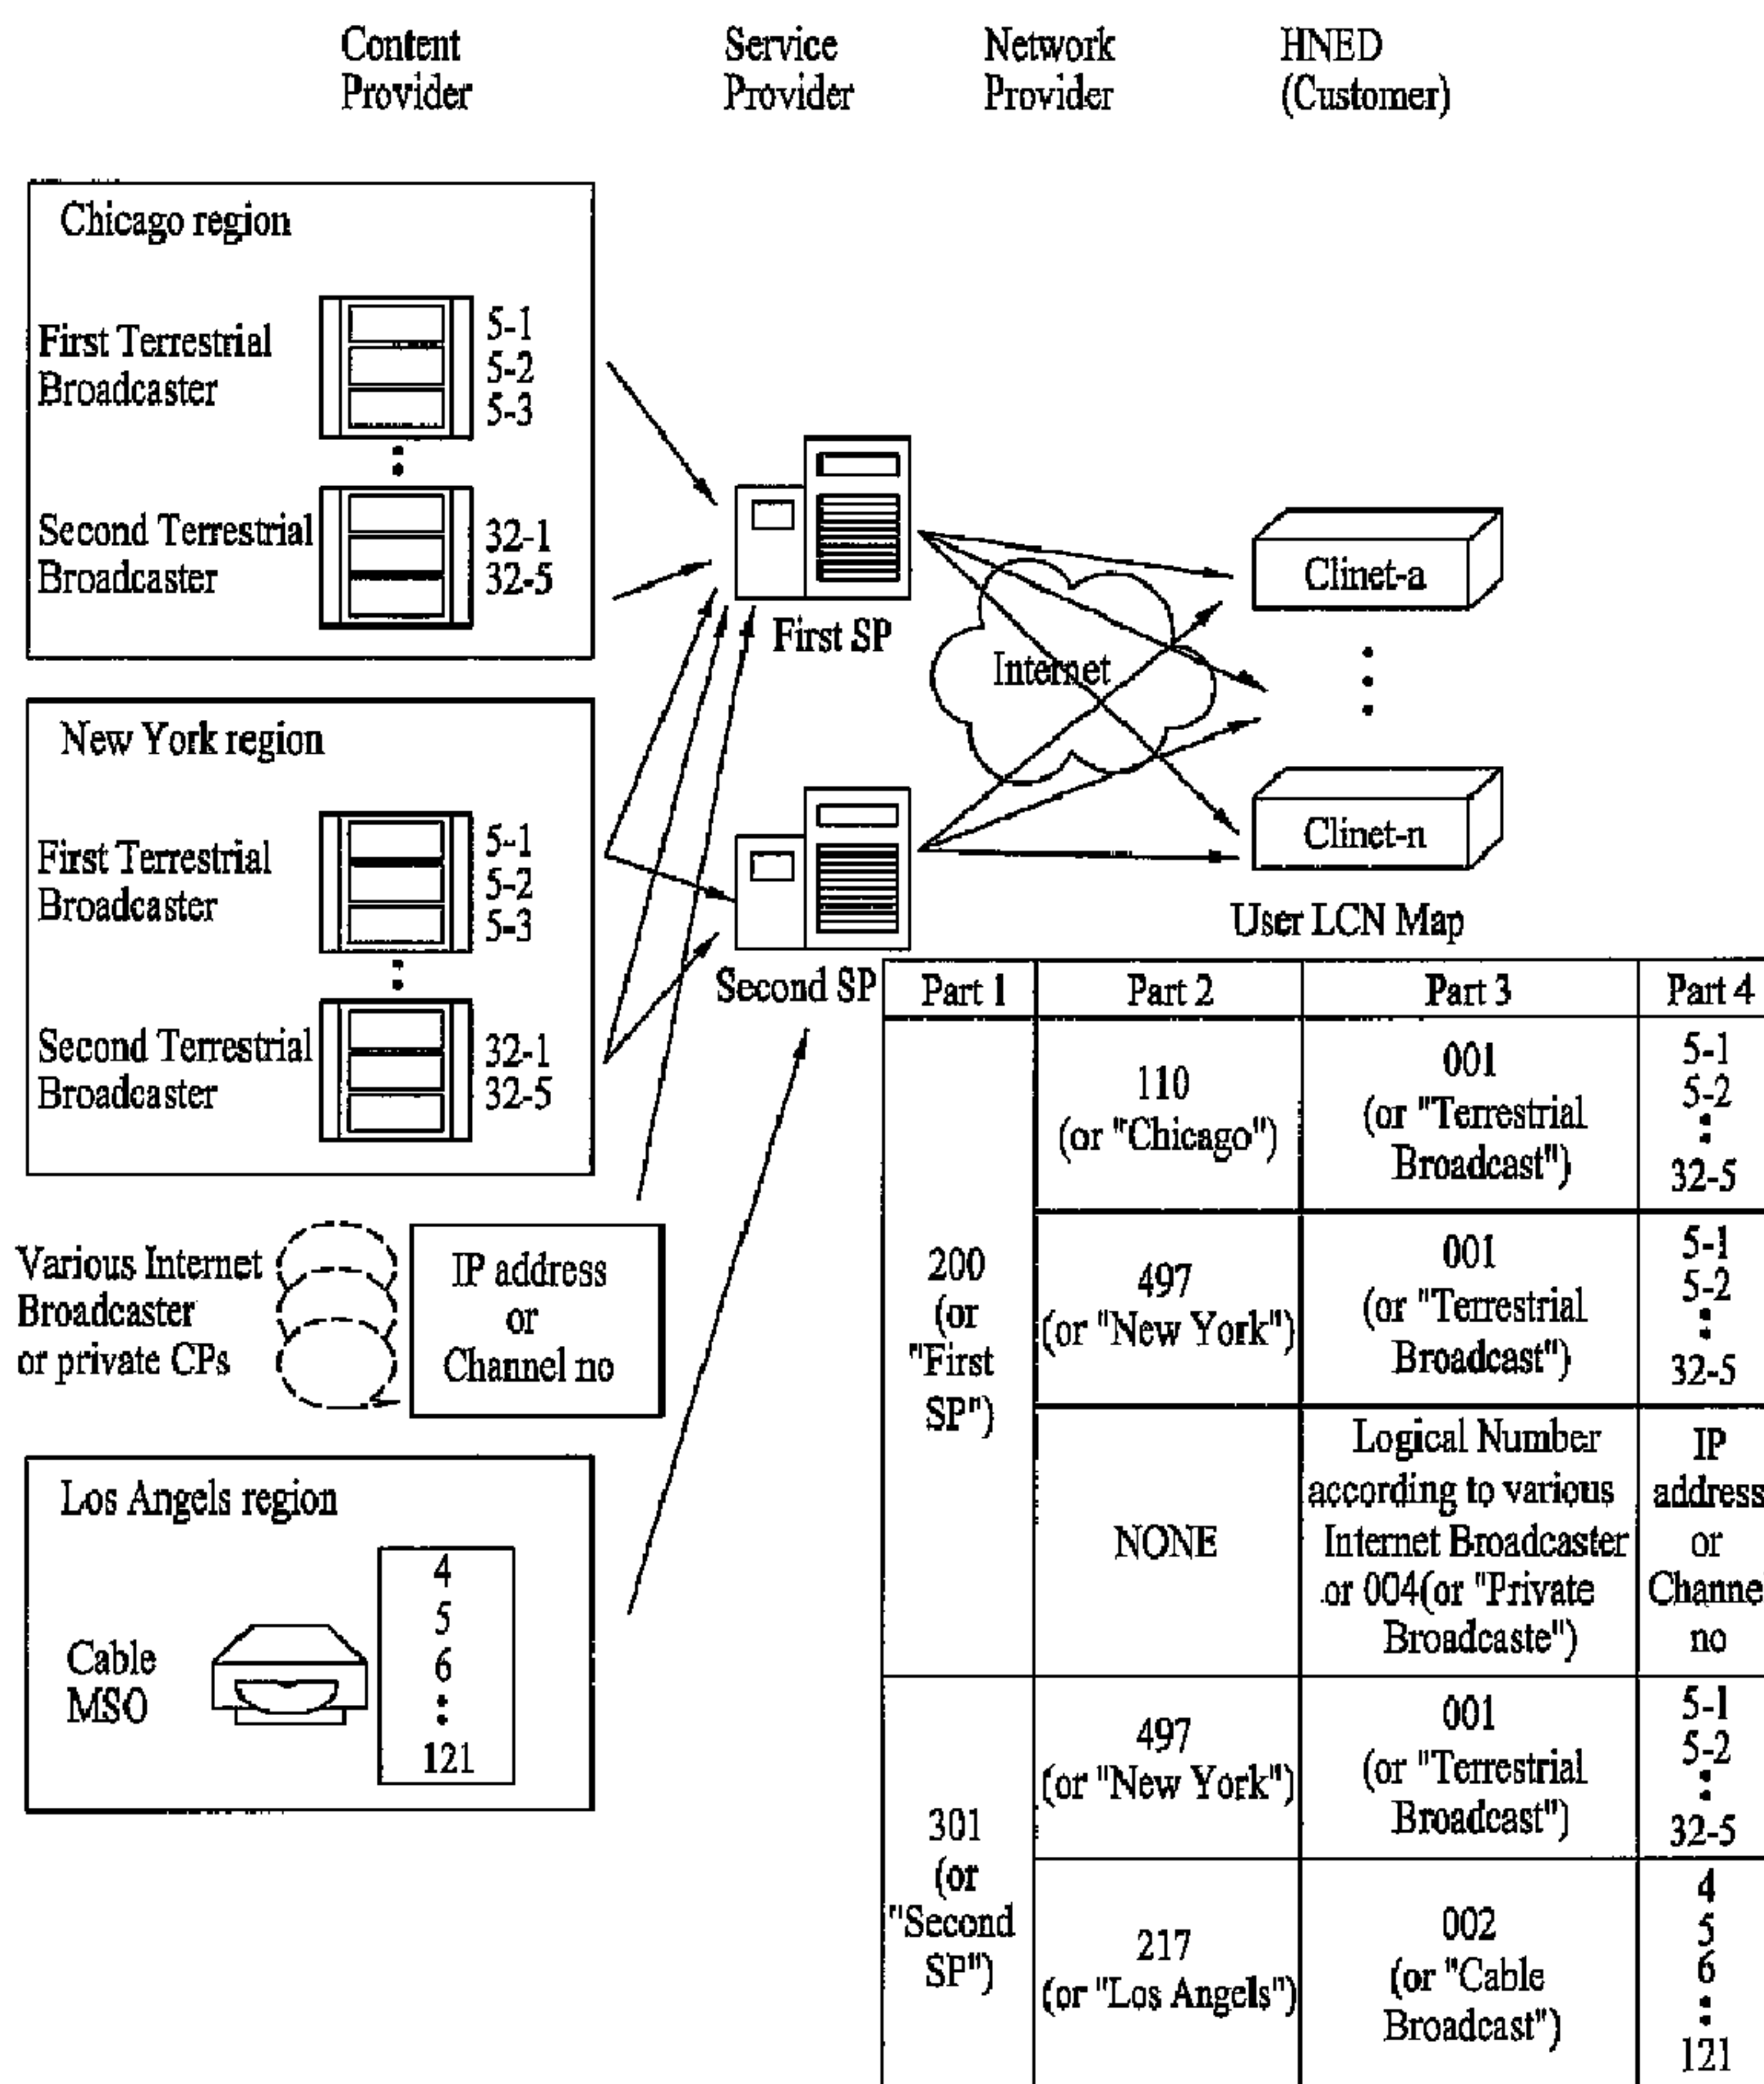 Content
Provider
Service
Provider
Network
Provider
HNED
(Customer)
Chicago region
First Terrestrial
Broadcaster
5-1
5-2
5-3
Second Terrestrial
Broadcaster
32-1
32-5
New York region
First Terrestrial
Broadcaster
5-1
5-2
5-3
Second Terrestrial
Broadcaster
32-1
32-5
Various Internet
Broadcaster
or private CPs
IP address
or
Channel no
Los Angels region
Cable
MSO
4
5
6
121
First SP
Second SP
Internet
Clinet-a
Clinet-n
User LCN Map
Part 1
Part 2
Part 3
Part 4
200
(or
"First
SP")
110
(or "Chicago")
001
(or "Terrestrial
Broadcast")
5-1
5-2
32-5
497
(or "New York")
001
(or "Terrestrial
Broadcast")
5-1
5-2
32-5
NONE
Logical Number
according to various
Internet Broadcaster
or 004(or "Private
Broadcaste")
IP
address
or
Channe
no
301
(or
"Second
SP")
497
(or "New York")
001
(or "Terrestrial
Broadcast")
5-1
5-2
32-5
217
(or "Los Angels")
002
(or "Cable
Broadcast")
4
5
6
121